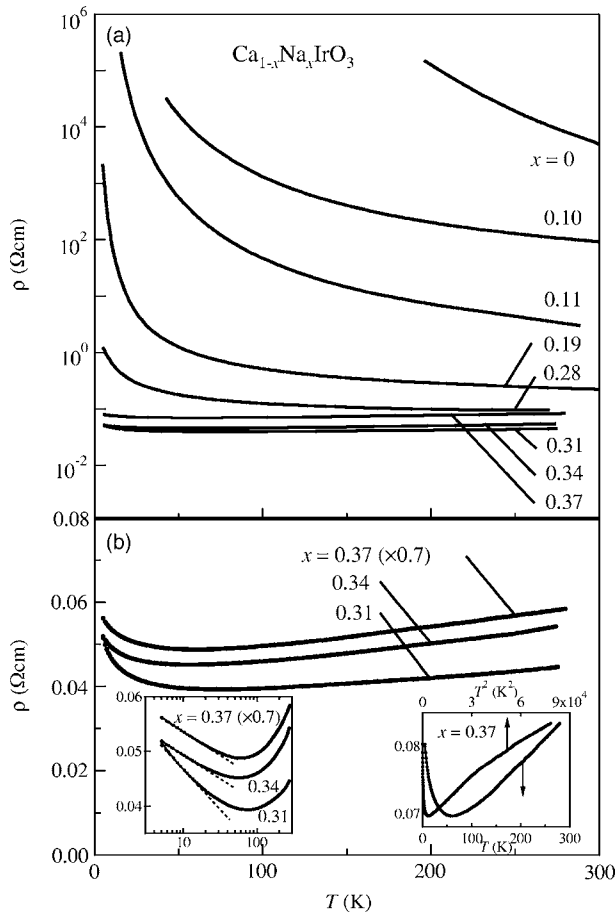 (a)
Ca1-xNaxIrO3
10^6
10^4
10^2
10^0
10^-2
ρ (Ωcm)
x = 0
0.10
0.11
0.19
0.28
0.31
0.34
0.37
(b)
0.08
0.06
0.04
0.02
0.00
ρ (Ωcm)
x = 0.37 (×0.7)
0.34
0.31
0.06
0.05
0.04
x = 0.37 (×0.7)
0.34
0.31
10 100
T^2 (K^2)
0 3 6 9x10^4
x = 0.37
0.08
0.07
0 100 200 300
T (K)
0 100 200 300
T (K)